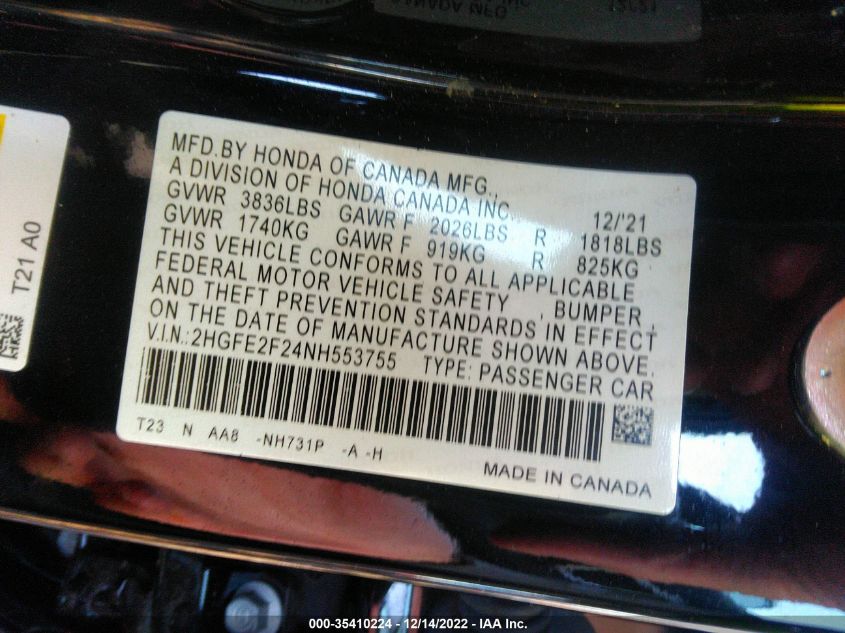 CANADA MFG
T21 A0
MFD.BY HONDA OF CANADA MFG.,
A DIVISION OF HONDA CANADA INC.,
12/'21
GVWR 3836LBS GAWR F 2026LBS R 1818LBS
GVWR 1740KG GAWR F 919KG R 825KG
THIS VEHICLE CONFORMS TO ALL APPLICABLE
FEDERAL MOTOR VEHICLE SAFETY , BUMPER ,
AND THEFT PREVENTION STANDARDS IN EFFECT
ON THE DATE OF MANUFACTURE SHOWN ABOVE.
V.I.N.:2HGFE2F24NH553755 TYPE: PASSENGER CAR
T23 N AA8 -NH731P -A -H
MADE IN CANADA
000-35410224 - 12/14/2022 - IAA Inc.